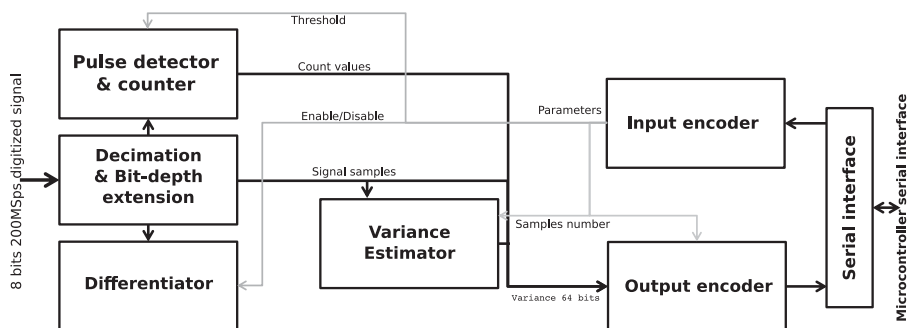 Threshold
Pulse detector
& counter
Count values
8 bits 200MSps digitized signal
Enable/Disable
Parameters
Input encoder
Decimation
& Bit-depth
extension
Signal samples
Serial interface
Microcontroller serial interface
Variance
Estimator
Samples number
Differentiator
Output encoder
Variance 64 bits